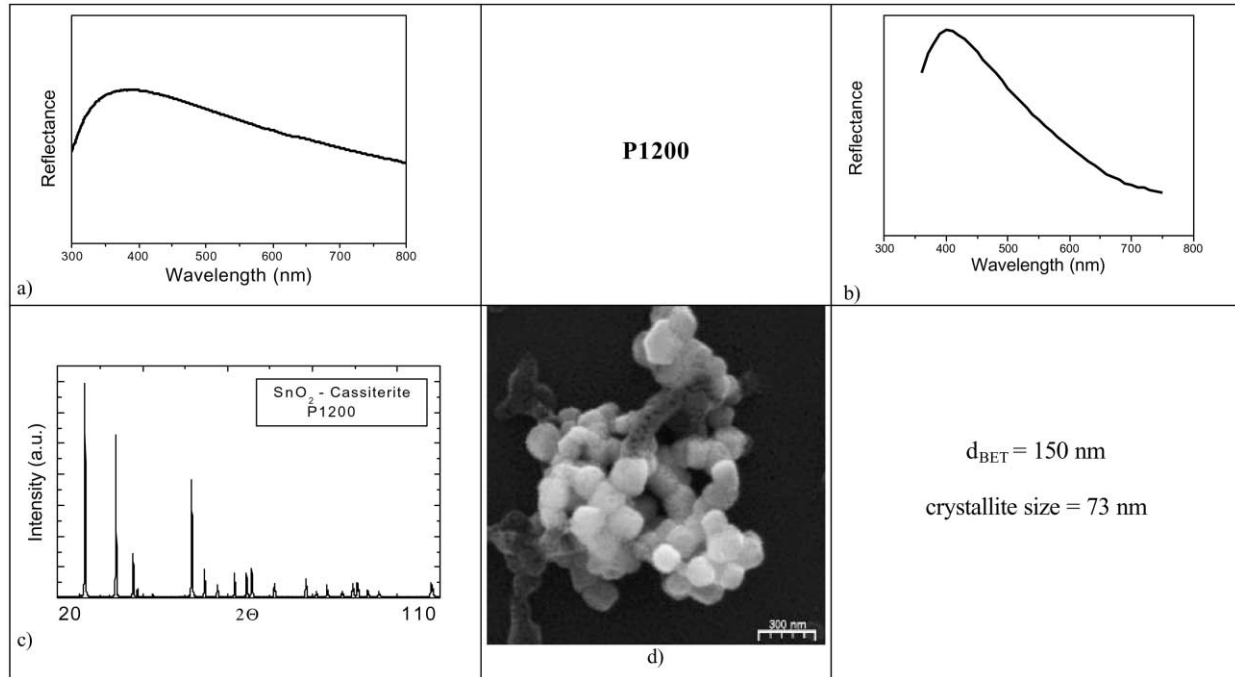 Reflectance
300 400 500 600 700 800
Wavelength (nm)
a)
P1200
Reflectance
300 400 500 600 700 800
Wavelength (nm)
b)
Intensity (a.u.)
SnO₂ - Cassiterite
P1200
20 2Θ 110
c)
300 nm
d)
d_BET = 150 nm
crystallite size = 73 nm